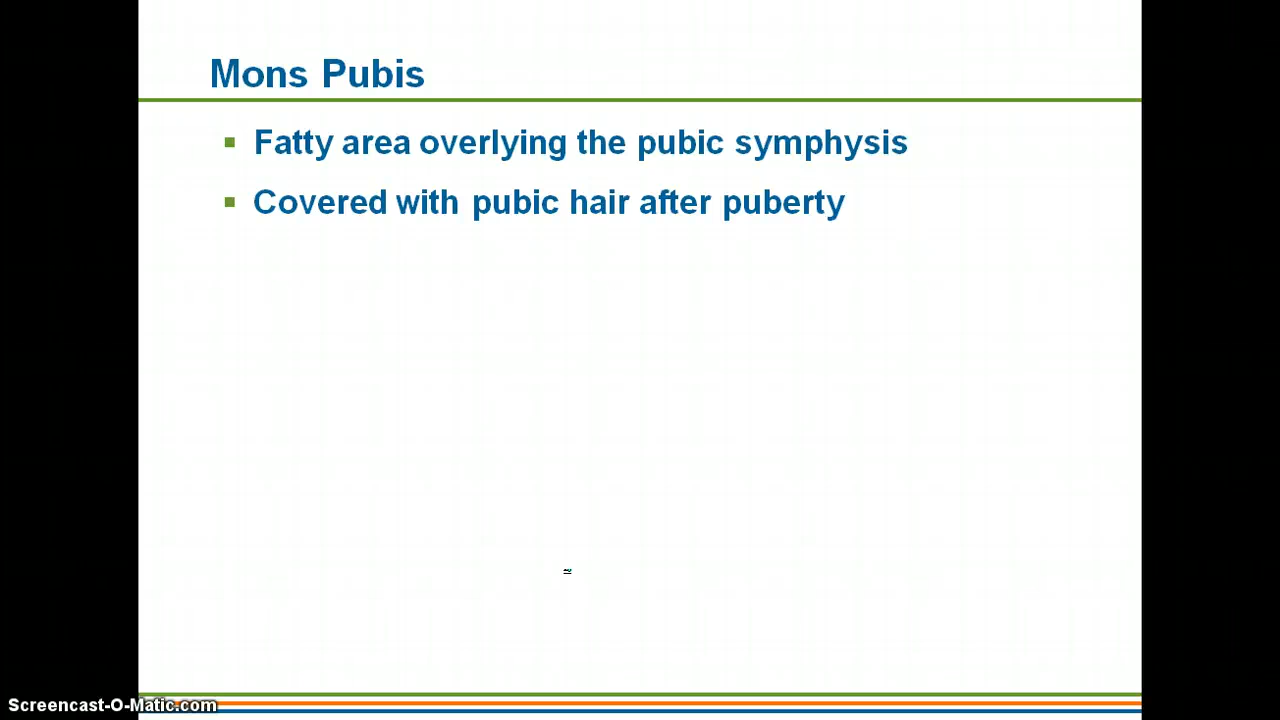 Mons Pubis
Fatty area overlying the pubic symphysis
Covered with pubic hair after puberty
Screencast-O-Matic.com